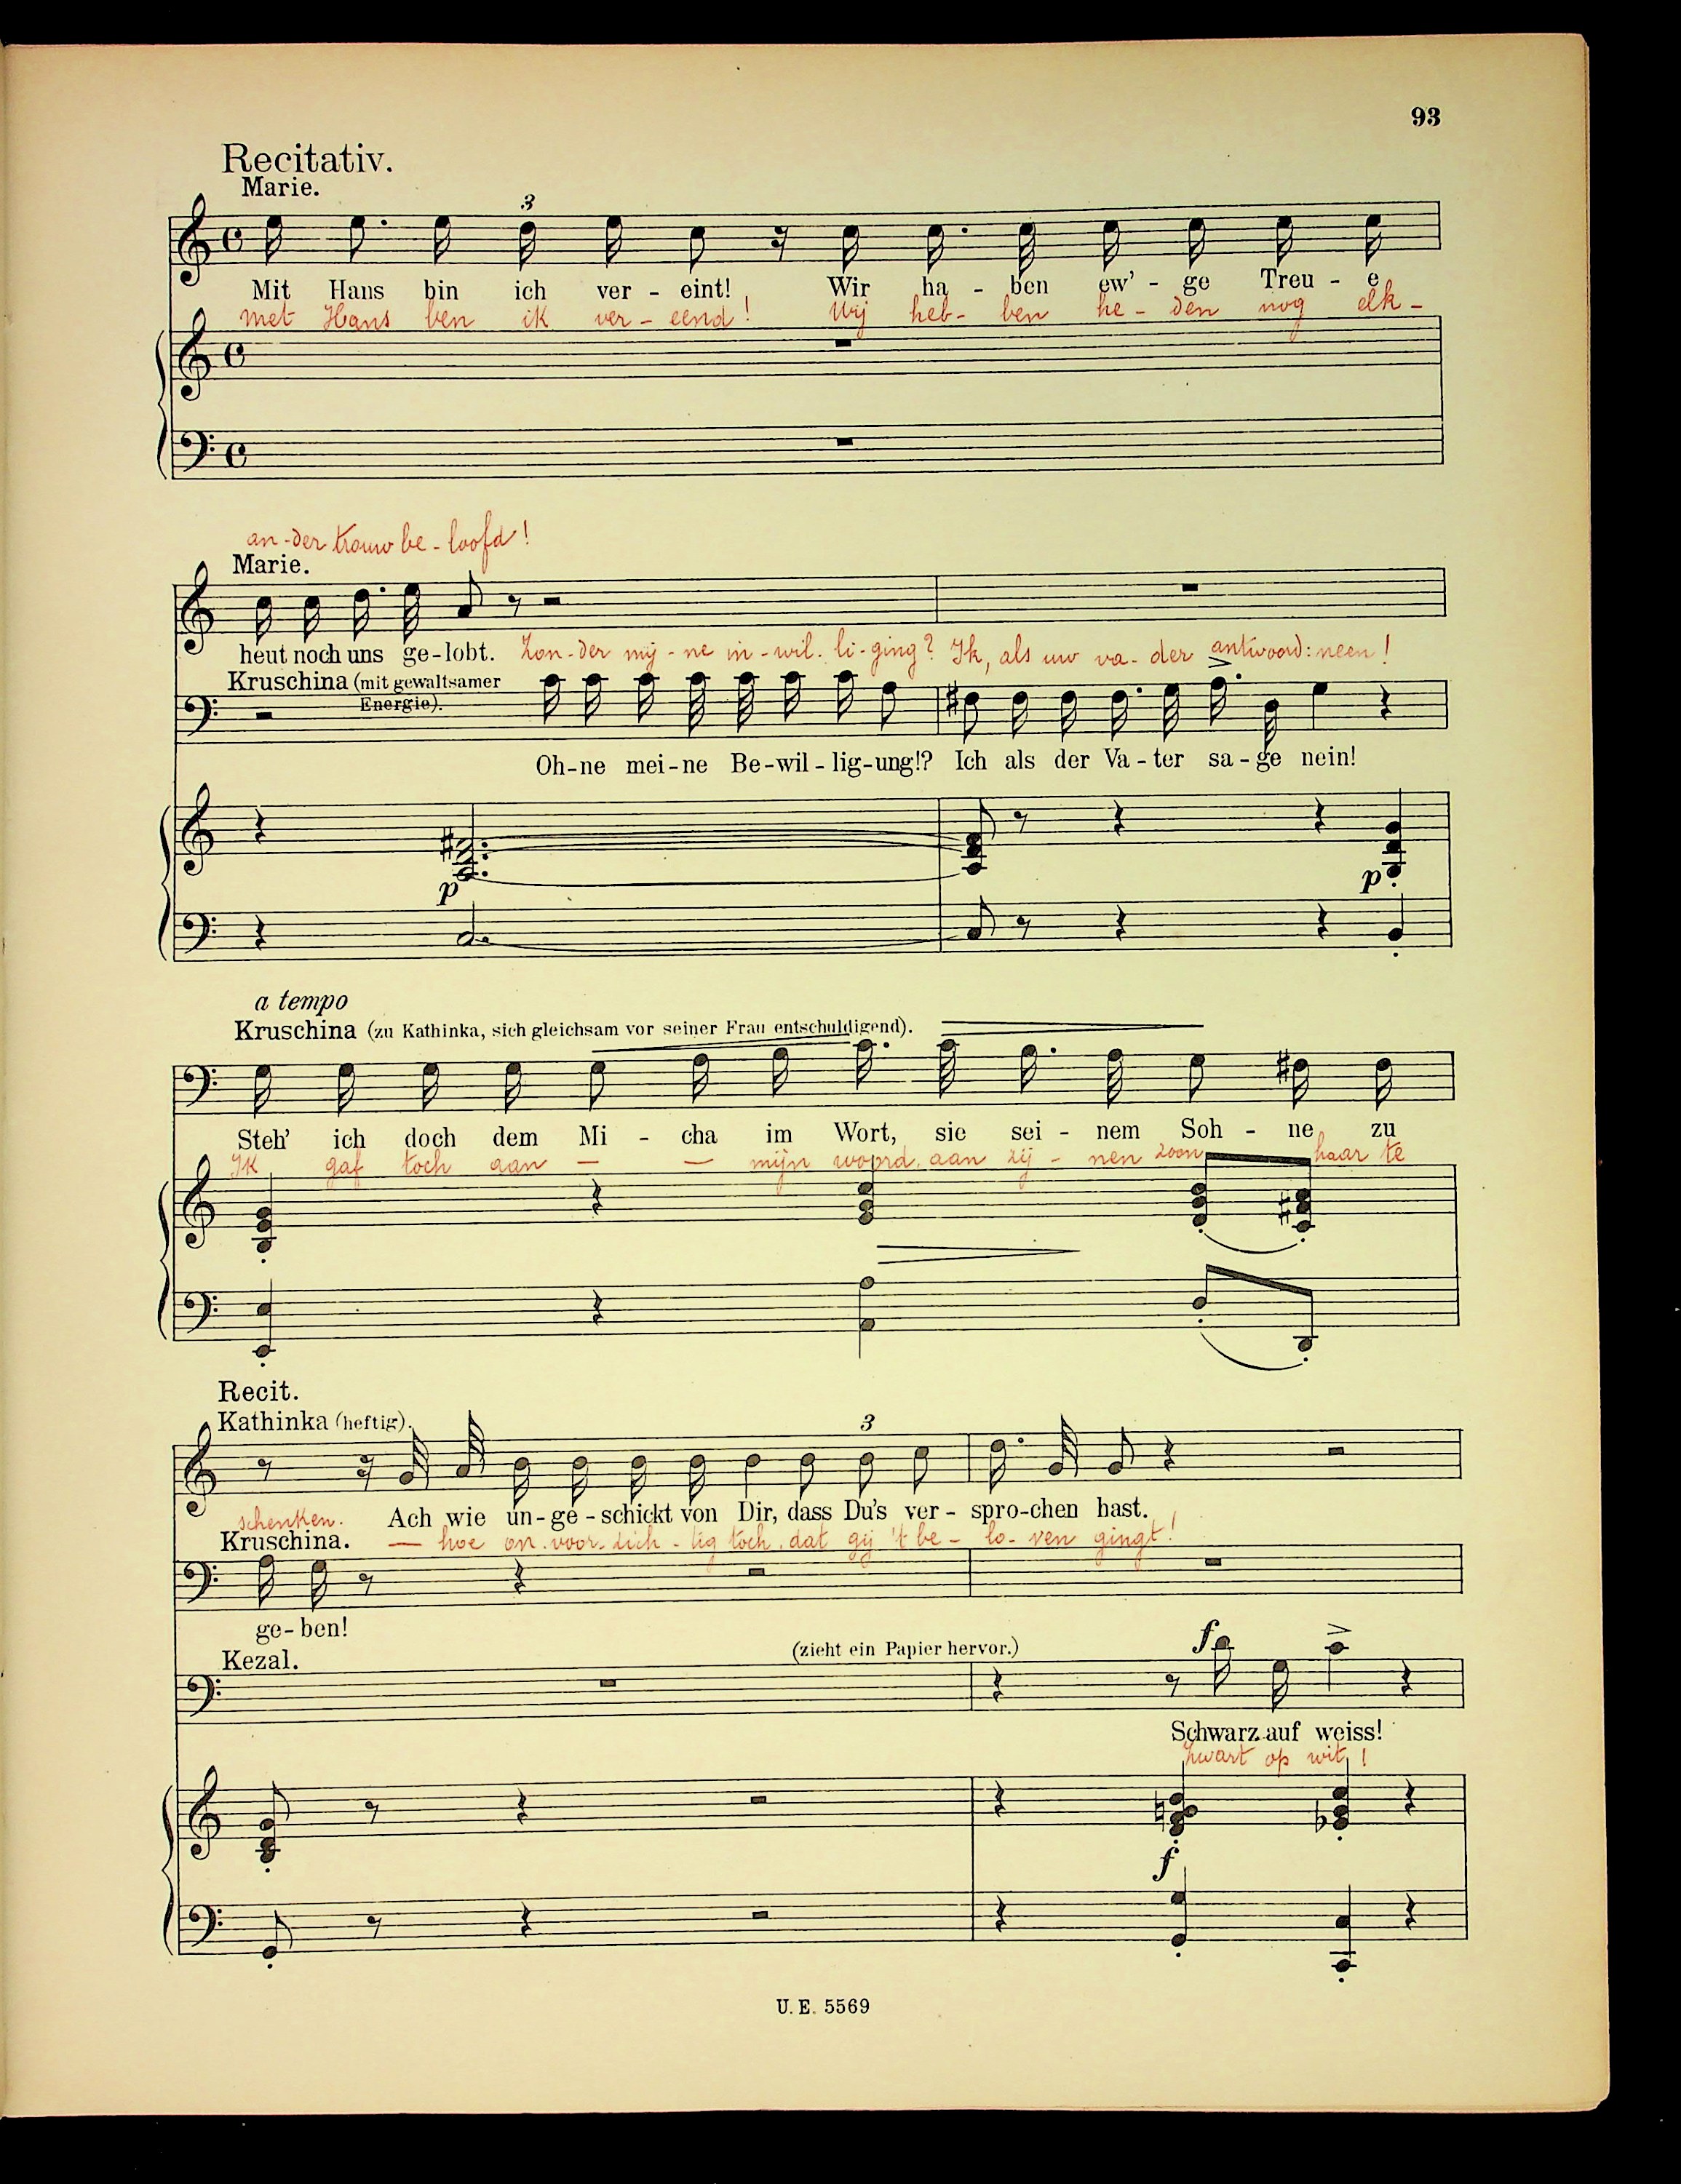 93
Recitativ.
Marie.
3
Mit Hans bin ich ver - eint! Wir ha - ben ew' - ge Treu - e
met Hans ben ik ver - eend! Wij heb - ben he - den nog elk -
an - der trouw be - loofd!
Marie.
heut noch uns ge - lobt. Zon - der mij - ne in - wil - li - ging? Ik, als uw va - der antwoord: neen!
Kruschina (mit gewaltsamer
Energie).
Oh - ne mei - ne Be - wil - lig - ung!? Ich als der Va - ter sa - ge nein!
p
p
a tempo
Kruschina (zu Kathinka, sich gleichsam vor seiner Frau entschuldigend).
Steh' ich doch dem Mi - cha im Wort, sie sei - nem Soh - ne zu
Ik gaf toch aan — — mijn woord, aan zij - nen zoon haar te
Recit.
Kathinka (heftig).
3
Ach wie un - ge - schickt von Dir, dass Du's ver - spro - chen hast.
schenken. — hoe on - voor - zich - tig toch, dat gij 't be - lo - ven gingt!
Kruschina.
ge - ben!
Kezal.
(zieht ein Papier hervor.)
f
Schwarz auf weiss!
Zwart op wit!
f
U. E. 5569